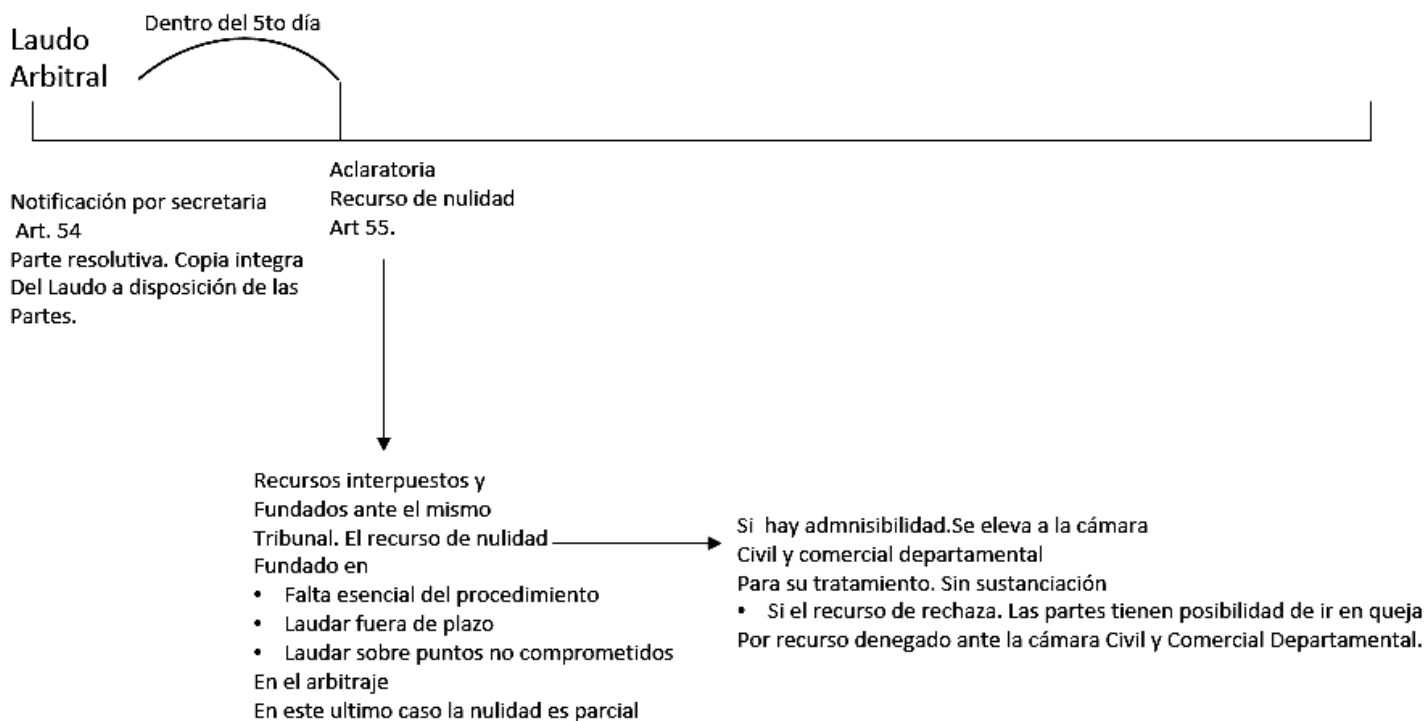 Laudo
Arbitral
Dentro del 5to día
Notificación por secretaria
Art. 54
Parte resolutiva. Copia integra
Del Laudo a disposición de las
Partes.
Aclaratoria
Recurso de nulidad
Art 55.
Recursos interpuestos y
Fundados ante el mismo
Tribunal. El recurso de nulidad
Fundado en
• Falta esencial del procedimiento
• Laudar fuera de plazo
• Laudar sobre puntos no comprometidos
En el arbitraje
En este ultimo caso la nulidad es parcial
Si hay admnisibilidad.Se eleva a la cámara
Civil y comercial departamental
Para su tratamiento. Sin sustanciación
• Si el recurso de rechaza. Las partes tienen posibilidad de ir en queja
Por recurso denegado ante la cámara Civil y Comercial Departamental.